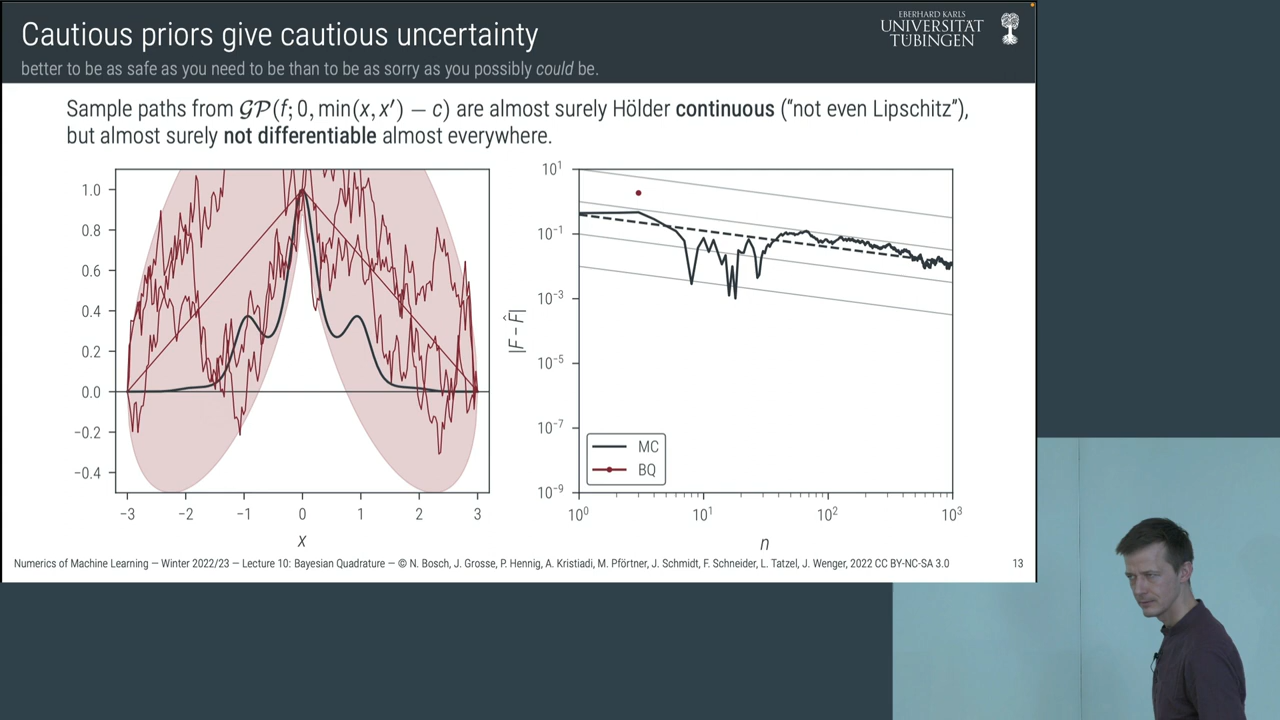 Cautious priors give cautious uncertainty
better to be as safe as you need to be than to be as sorry as you possibly could be.
EBERHARD KARLS
UNIVERSITÄT
TÜBINGEN
Sample paths from 𝒢𝒫(f; 0, min(x, x′) − c) are almost surely Hölder continuous (“not even Lipschitz”),
but almost surely not differentiable almost everywhere.
1.0
0.8
0.6
0.4
0.2
0.0
−0.2
−0.4
−3 −2 −1 0 1 2 3
x
|F − F̂|
10¹
10⁻¹
10⁻³
10⁻⁵
10⁻⁷
10⁻⁹
MC
BQ
10⁰ 10¹ 10² 10³
n
Numerics of Machine Learning — Winter 2022/23 — Lecture 10: Bayesian Quadrature — © N. Bosch, J. Grosse, P. Hennig, A. Kristiadi, M. Pförtner, J. Schmidt, F. Schneider, L. Tatzel, J. Wenger, 2022 CC BY-NC-SA 3.0 13